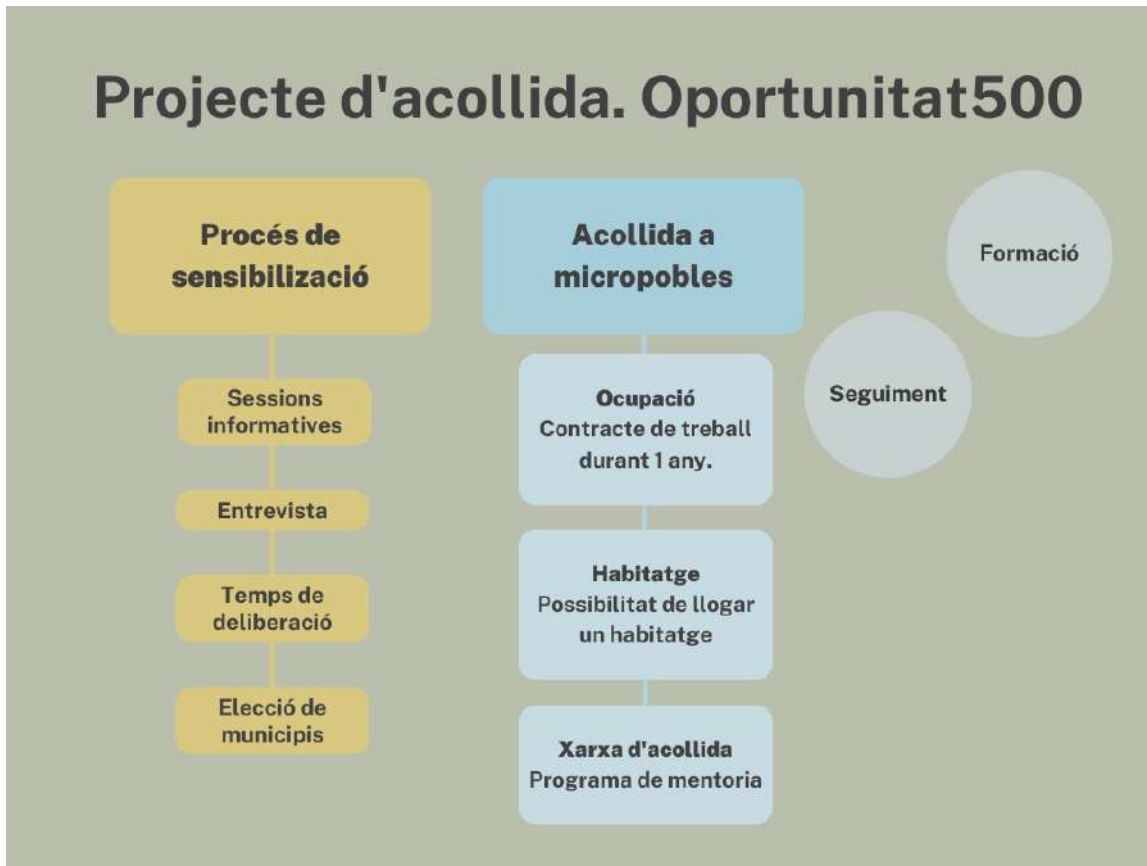 Projecte d'acollida. Oportunitat500
Procés de
sensibilizació
Sessions
informatives
Entrevista
Temps de
deliberació
Elecció de
municipis
Acollida a
micropobles
Ocupació
Contracte de treball
durant 1 any.
Habitatge
Possibilitat de llogar
un habitatge
Xarxa d'acollida
Programa de mentoria
Formació
Seguiment